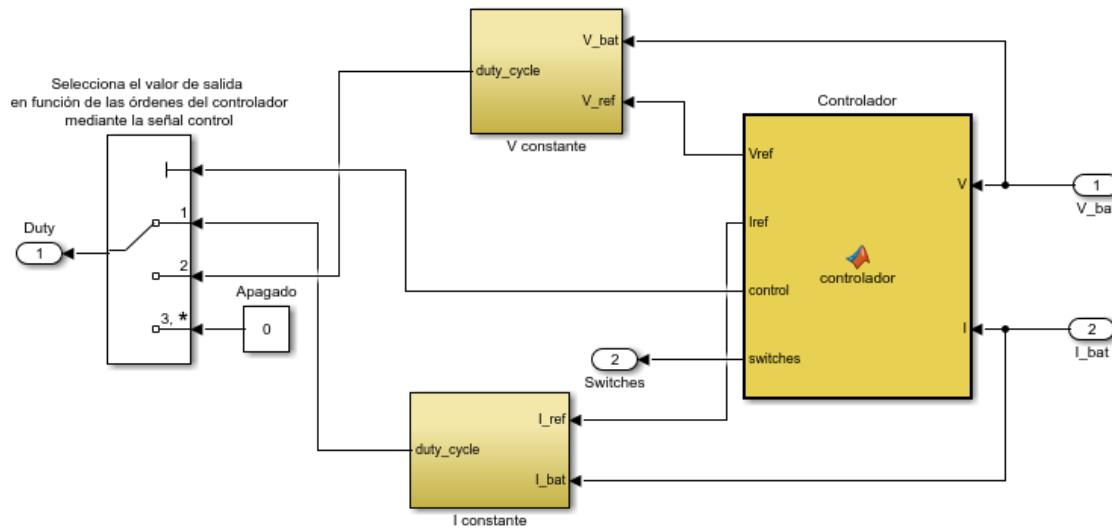 V_bat
duty_cycle
V_ref
V constante
Selecciona el valor de salida
en función de las órdenes del controlador
mediante la señal control
Controlador
Vref
Iref
control
switches
V
I
controlador
1
V_bat
2
I_bat
Duty
1
1
2
3, *
Apagado
0
2
Switches
I_ref
duty_cycle
I_bat
I constante